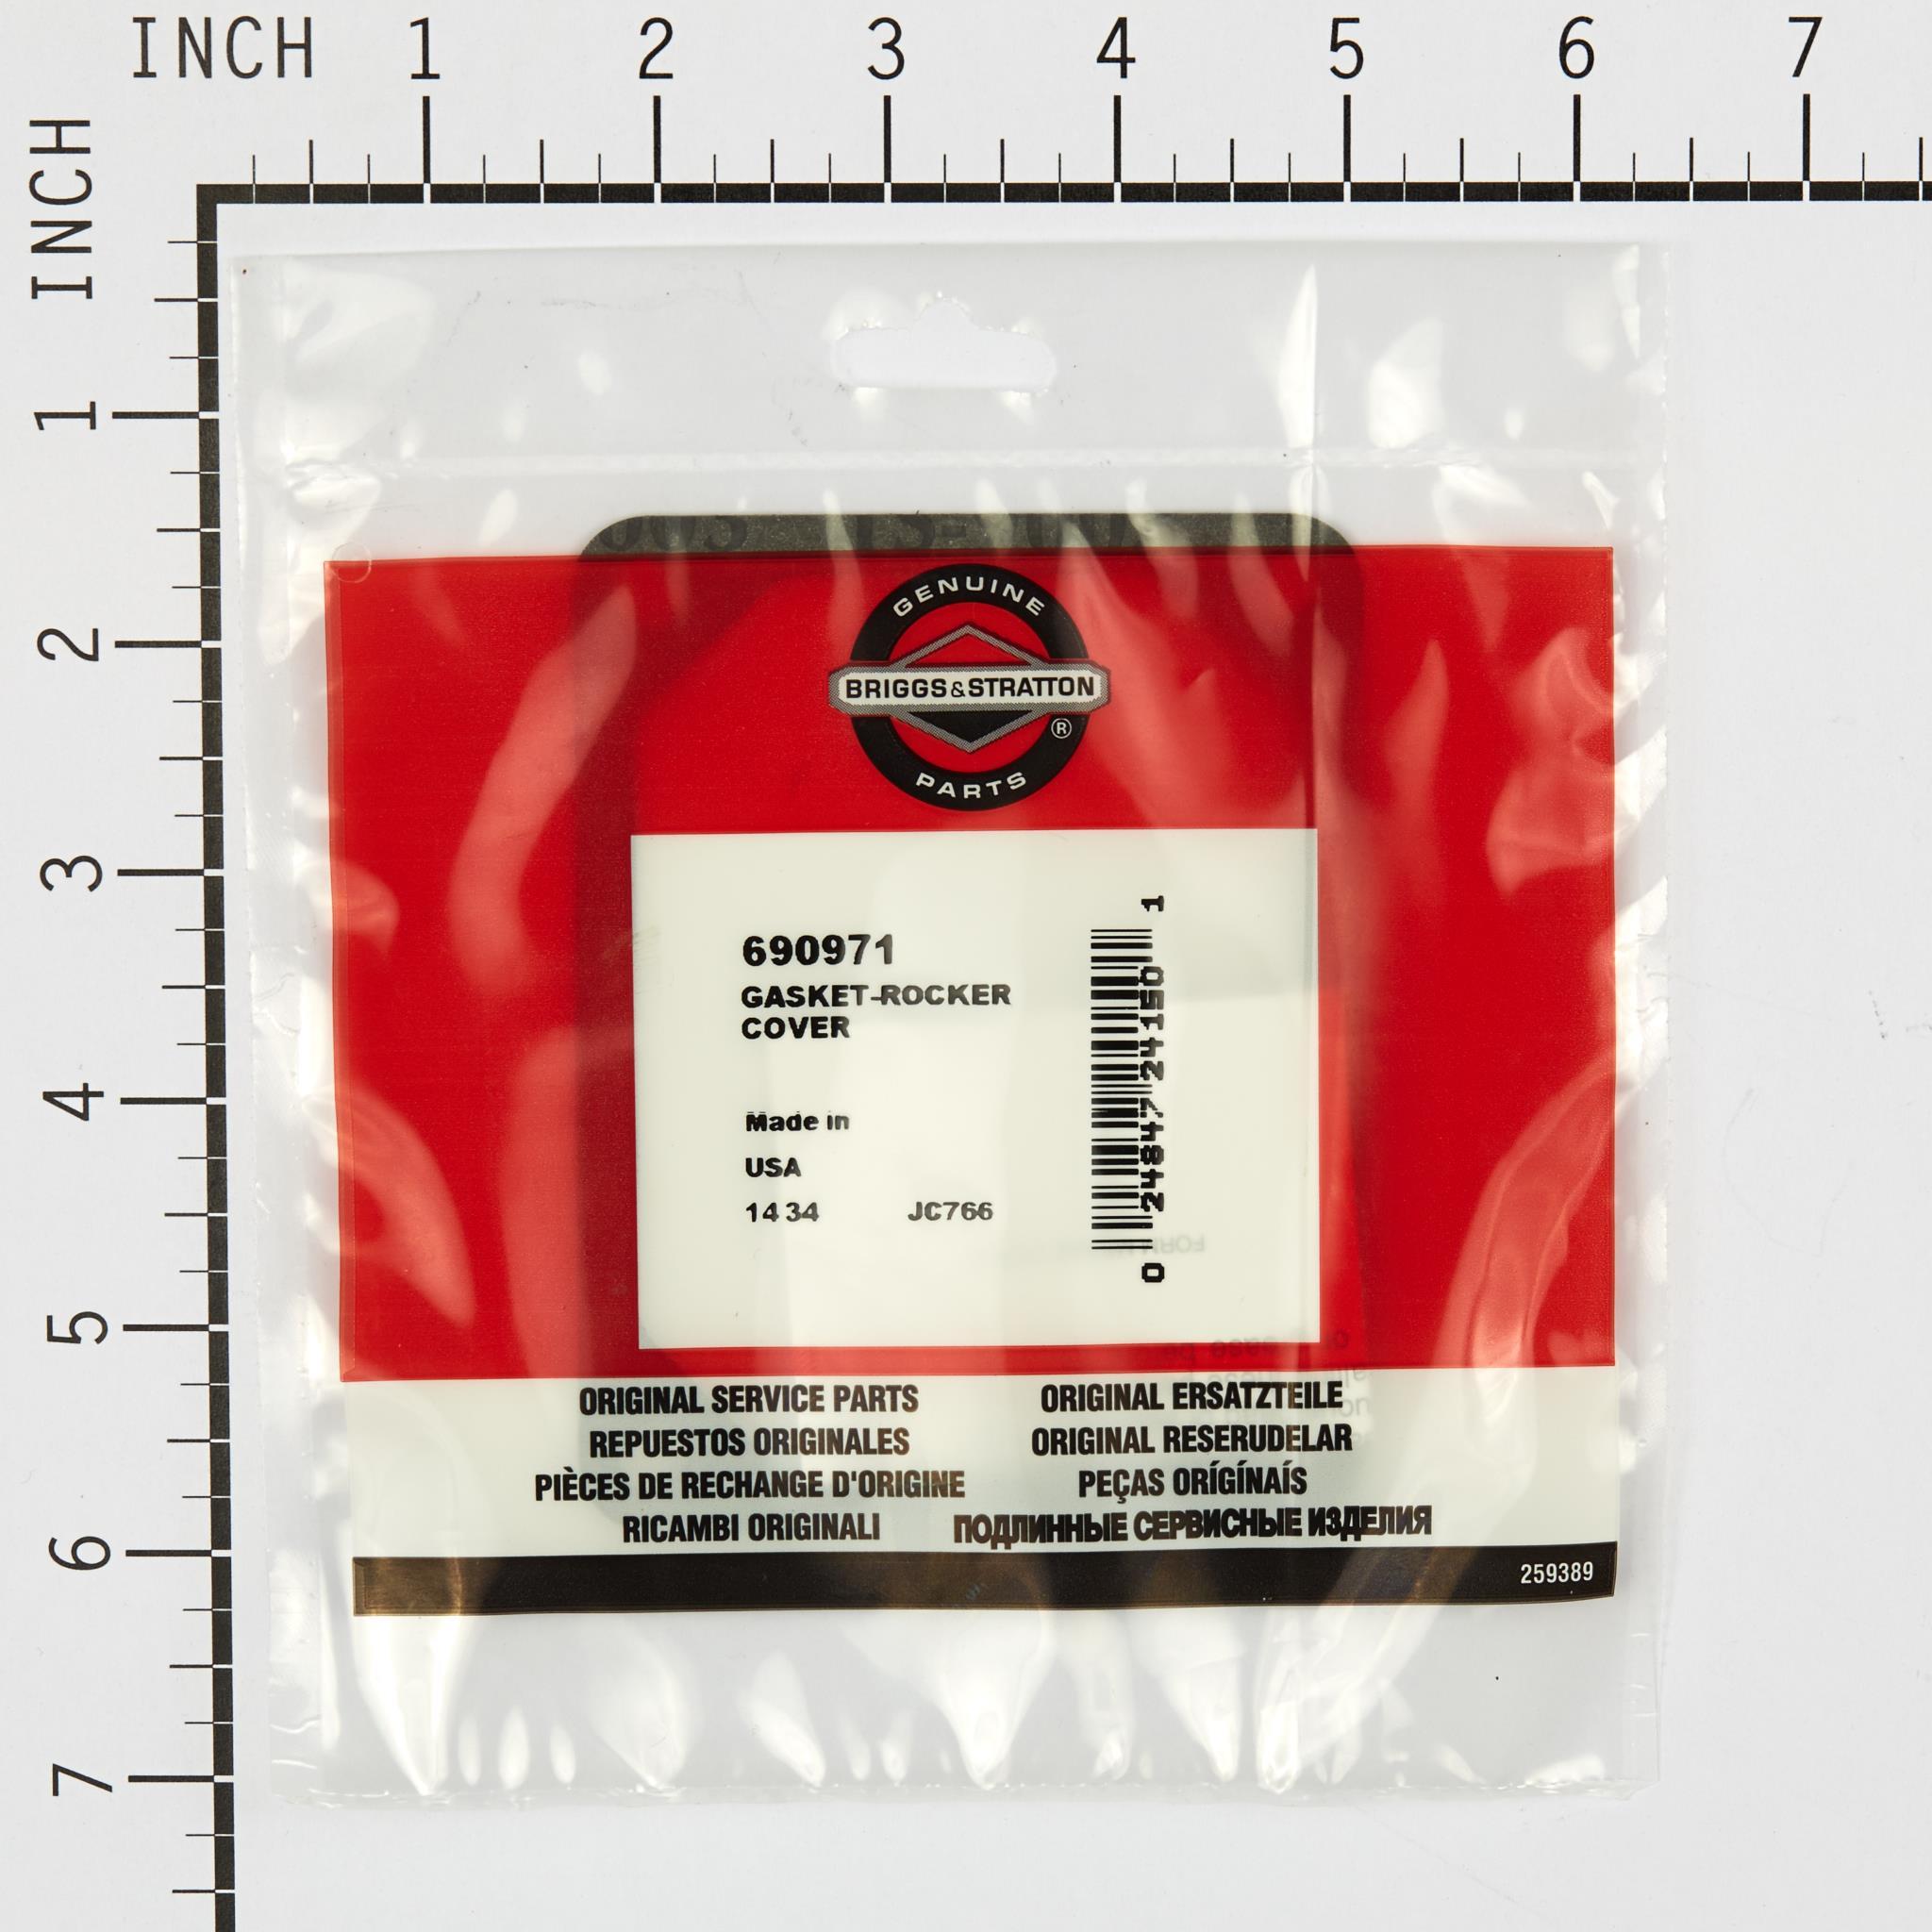 INCH 1 2 3 4 5 6 7
INCH
1
2
3
4
5
6
7
GENUINE
BRIGGS&STRATTON
®
PARTS
690971
GASKET-ROCKER
COVER
Made in
USA
14 34 JC766
0 24847 24150 1
ORIGINAL SERVICE PARTS ORIGINAL ERSATZTEILE
REPUESTOS ORIGINALES ORIGINAL RESERUDELAR
PIÈCES DE RECHANGE D'ORIGINE PEÇAS ORÍGÍNAÍS
RICAMBI ORIGINALI ПОДЛИННЫЕ СЕРВИСНЫЕ ИЗДЕЛИЯ
259389